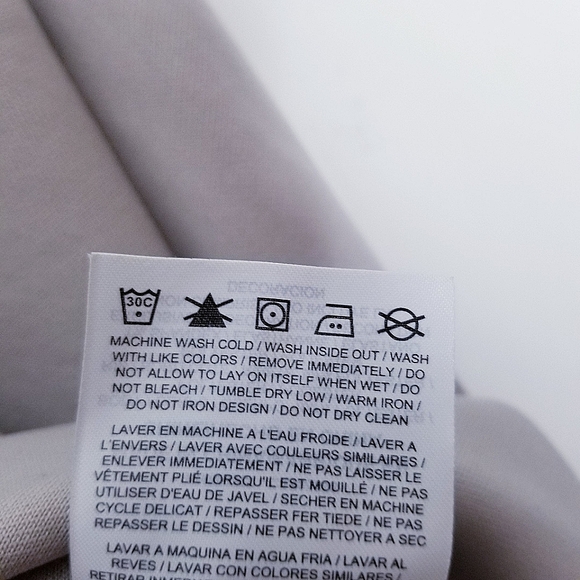 30C
MACHINE WASH COLD / WASH INSIDE OUT / WASH
WITH LIKE COLORS / REMOVE IMMEDIATELY / DO
NOT ALLOW TO LAY ON ITSELF WHEN WET / DO
NOT BLEACH / TUMBLE DRY LOW / WARM IRON /
DO NOT IRON DESIGN / DO NOT DRY CLEAN
LAVER EN MACHINE A L'EAU FROIDE / LAVER A
L'ENVERS / LAVER AVEC COULEURS SIMILAIRES /
ENLEVER IMMEDIATEMENT / NE PAS LAISSER LE
VÊTEMENT PLIÉ LORSQU'IL EST MOUILLÉ / NE PAS
UTILISER D'EAU DE JAVEL / SECHER EN MACHINE
CYCLE DELICAT / REPASSER FER TIEDE / NE PAS
REPASSER LE DESSIN / NE PAS NETTOYER A SEC
LAVAR A MAQUINA EN AGUA FRIA / LAVAR AL
REVES / LAVAR CON COLORES SIMILARES /